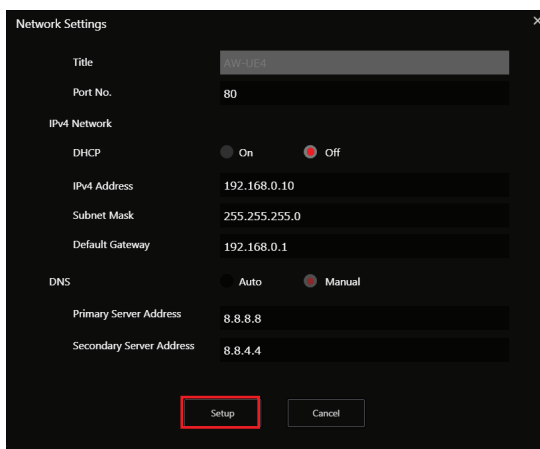 Network Settings
Title AW-UE4
Port No. 80
IPv4 Network
DHCP On Off
IPv4 Address 192.168.0.10
Subnet Mask 255.255.255.0
Default Gateway 192.168.0.1
DNS Auto Manual
Primary Server Address 8.8.8.8
Secondary Server Address 8.8.4.4
Setup Cancel